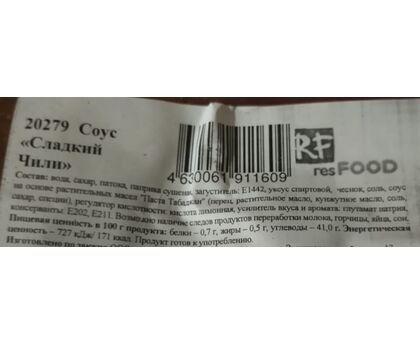 20279 Соус
«Сладкий
Чили»
4 630061 911609
RF
resFOOD
Состав: вода, сахар, патока, паприка сушеная, загуститель: Е1442, уксус спиртовой, чеснок, соль, соус
на основе растительных масел "Паста Табаджан" (перец, растительное масло, кунжутное масло, соль,
сахар, специи), регулятор кислотности: кислота лимонная, усилитель вкуса и аромата: глутамат натрия,
консерванты: Е202, Е211. Возможно наличие следов продуктов переработки молока, горчицы, яйца, сои,
Пищевая ценность в 100 г продукта: белки – 0,7 г, жиры – 0,5 г, углеводы – 41,0 г. Энергетическая
ценность – 727 кДж/ 171 ккал. Продукт готов к употреблению.
Изготовлено по заказу ООО